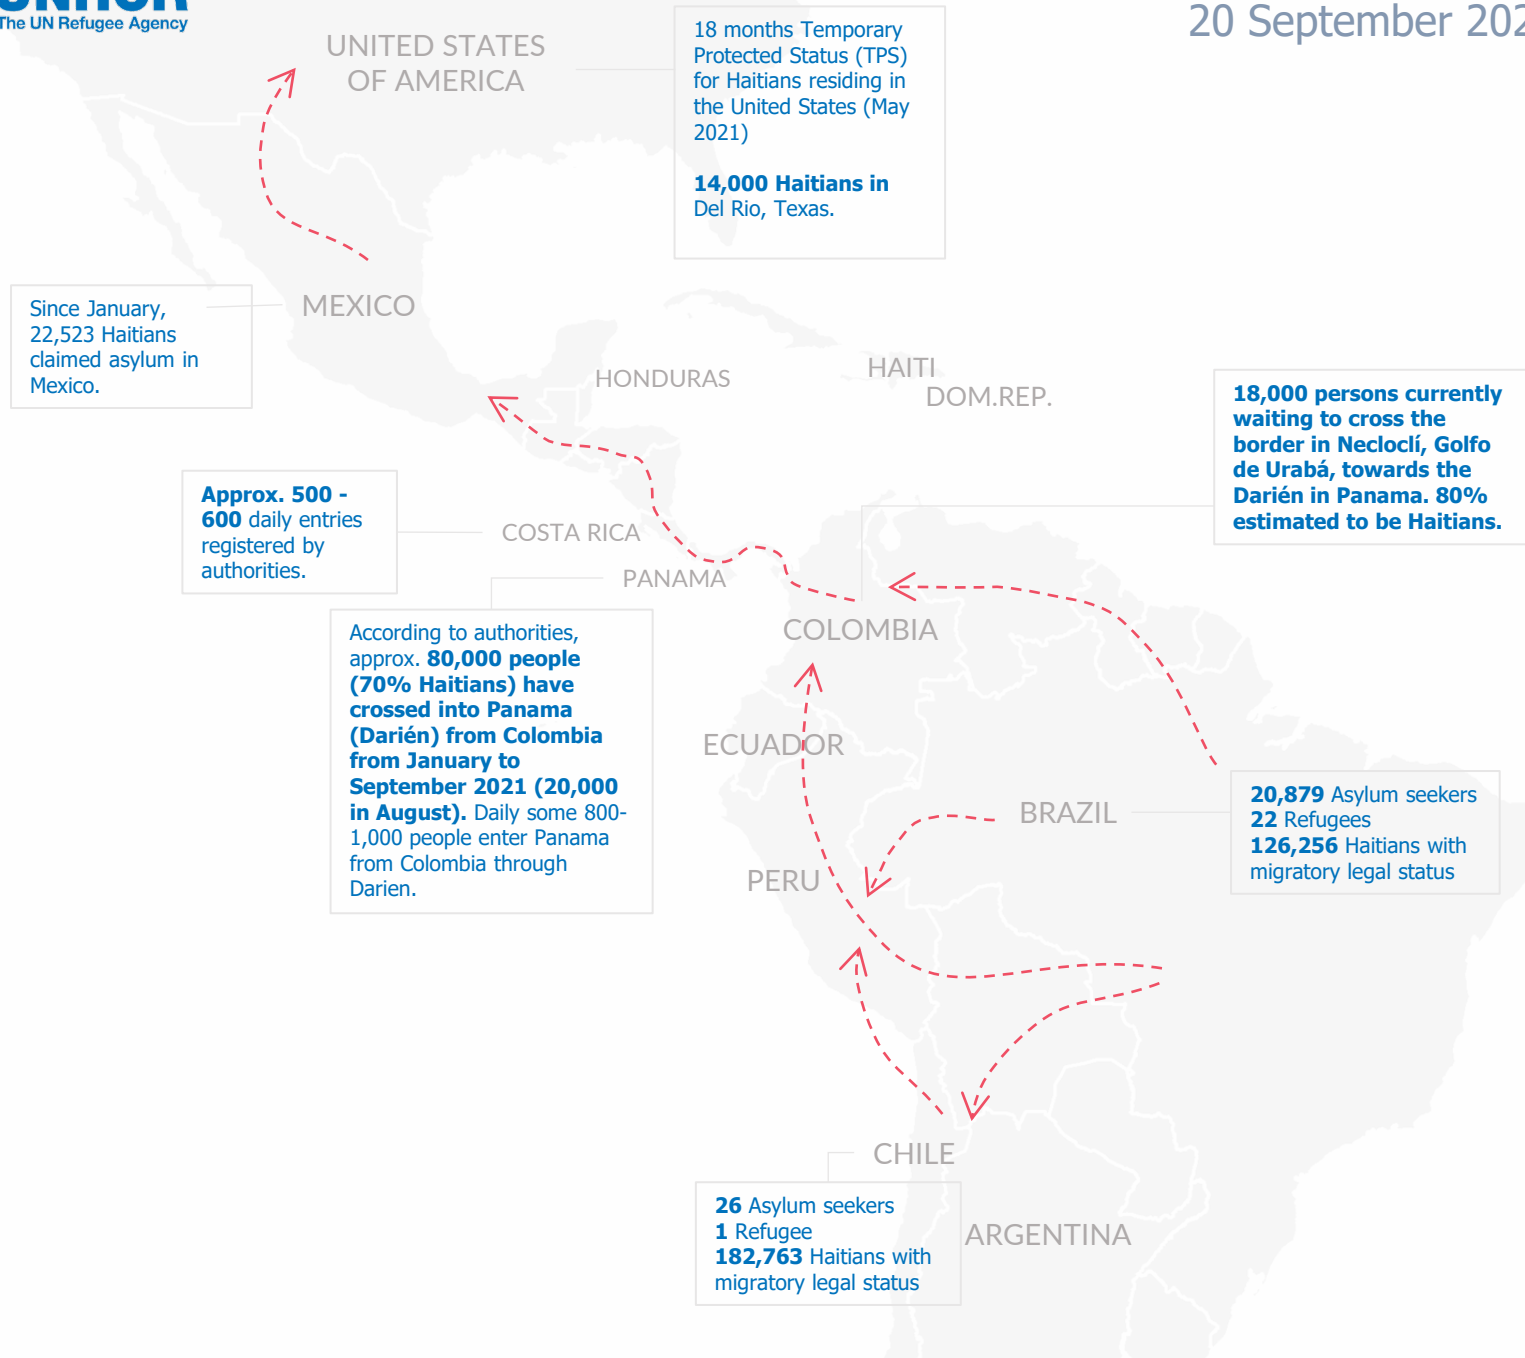 UNHCR
The UN Refugee Agency
20 September 202
UNITED STATES
OF AMERICA
18 months Temporary
Protected Status (TPS)
for Haitians residing in
the United States (May
2021)
14,000 Haitians in
Del Rio, Texas.
Since January,
22,523 Haitians
claimed asylum in
Mexico.
MEXICO
HONDURAS
HAITI
DOM.REP.
18,000 persons currently
waiting to cross the
border in Necloclí, Golfo
de Urabá, towards the
Darién in Panama. 80%
estimated to be Haitians.
Approx. 500 -
600 daily entries
registered by
authorities.
COSTA RICA
PANAMA
According to authorities,
approx. 80,000 people
(70% Haitians) have
crossed into Panama
(Darién) from Colombia
from January to
September 2021 (20,000
in August). Daily some 800-
1,000 people enter Panama
from Colombia through
Darien.
COLOMBIA
ECUADOR
BRAZIL
20,879 Asylum seekers
22 Refugees
126,256 Haitians with
migratory legal status
PERU
CHILE
26 Asylum seekers
1 Refugee
182,763 Haitians with
migratory legal status
ARGENTINA